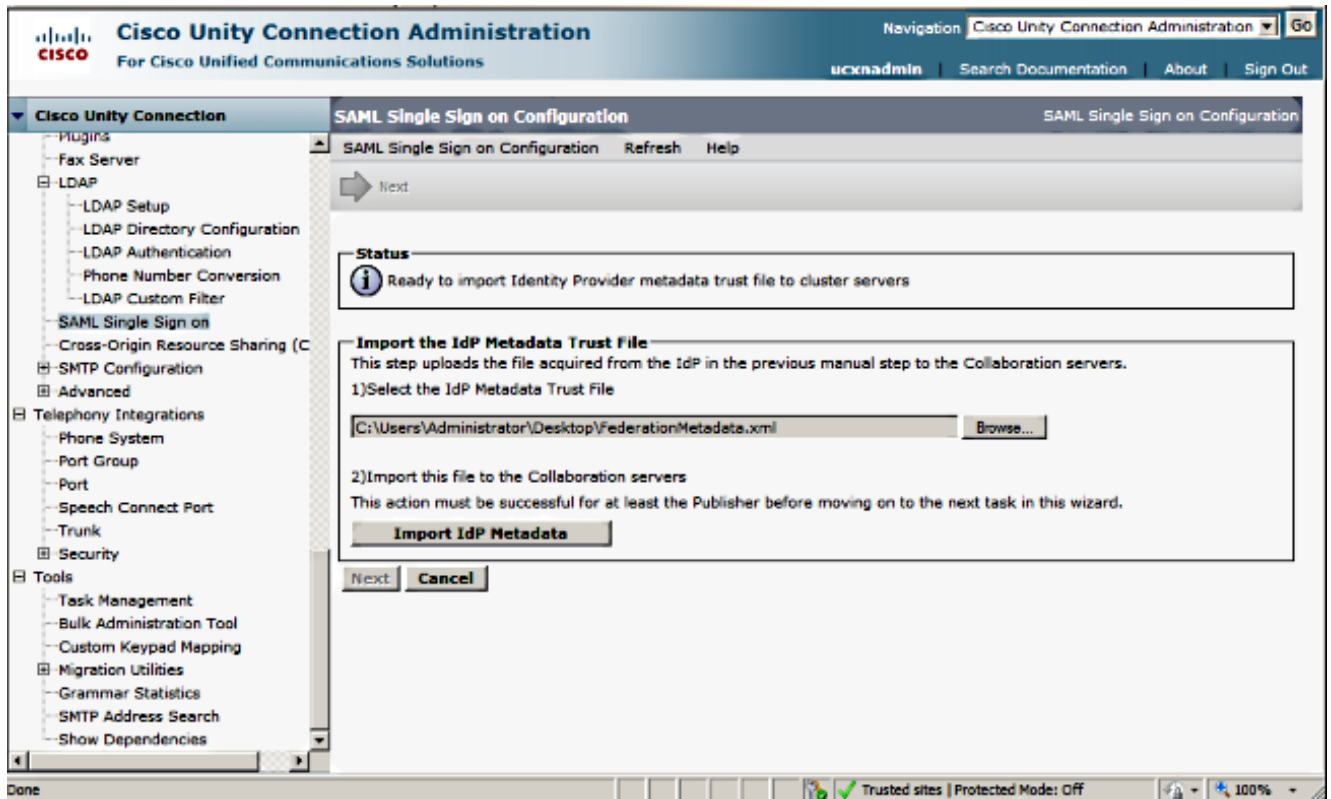 Cisco Unity Connection Administration
For Cisco Unified Communications Solutions
CISCO
Navigation Cisco Unity Connection Administration Go
ucxnadmin | Search Documentation | About | Sign Out
Cisco Unity Connection
Plugins
Fax Server
LDAP
LDAP Setup
LDAP Directory Configuration
LDAP Authentication
Phone Number Conversion
LDAP Custom Filter
SAML Single Sign on
Cross-Origin Resource Sharing (C
SMTP Configuration
Advanced
Telephony Integrations
Phone System
Port Group
Port
Speech Connect Port
Trunk
Security
Tools
Task Management
Bulk Administration Tool
Custom Keypad Mapping
Migration Utilities
Grammar Statistics
SMTP Address Search
Show Dependencies
SAML Single Sign on Configuration
SAML Single Sign on Configuration
SAML Single Sign on Configuration Refresh Help
Next
Status
Ready to import Identity Provider metadata trust file to cluster servers
Import the IdP Metadata Trust File
This step uploads the file acquired from the IdP in the previous manual step to the Collaboration servers.
1)Select the IdP Metadata Trust File
C:\Users\Administrator\Desktop\FederationMetadata.xml Browse...
2)Import this file to the Collaboration servers
This action must be successful for at least the Publisher before moving on to the next task in this wizard.
Import IdP Metadata
Next Cancel
Done
Trusted sites | Protected Mode: Off
100%